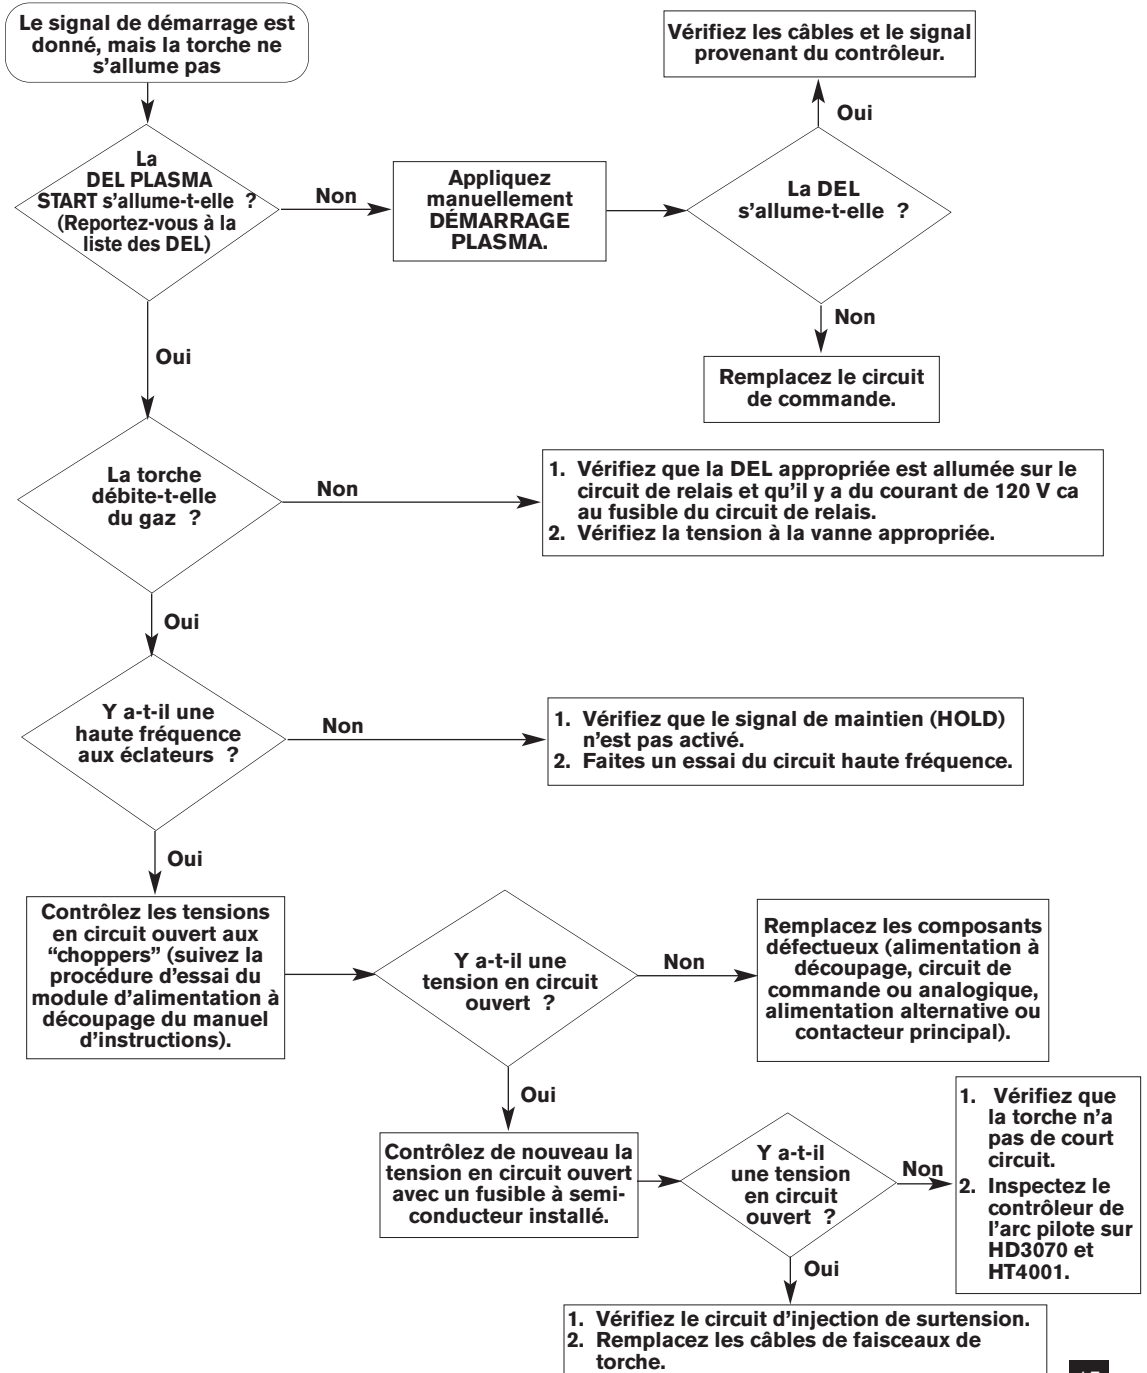 Le signal de démarrage est
donné, mais la torche ne
s'allume pas
La
DEL PLASMA
START s'allume-t-elle ?
(Reportez-vous à la
liste des DEL)
Non
Appliquez
manuellement
DÉMARRAGE
PLASMA.
La DEL
s'allume-t-elle ?
Oui
Vérifiez les câbles et le signal
provenant du contrôleur.
Non
Remplacez le circuit
de commande.
Oui
La torche
débite-t-elle
du gaz ?
Non
1. Vérifiez que la DEL appropriée est allumée sur le
circuit de relais et qu'il y a du courant de 120 V ca
au fusible du circuit de relais.
2. Vérifiez la tension à la vanne appropriée.
Oui
Y a-t-il une
haute fréquence
aux éclateurs ?
Non
1. Vérifiez que le signal de maintien (HOLD)
n'est pas activé.
2. Faites un essai du circuit haute fréquence.
Oui
Contrôlez les tensions
en circuit ouvert aux
“choppers” (suivez la
procédure d'essai du
module d'alimentation à
découpage du manuel
d'instructions).
Y a-t-il une
tension en circuit
ouvert ?
Non
Remplacez les composants
défectueux (alimentation à
découpage, circuit de
commande ou analogique,
alimentation alternative ou
contacteur principal).
Oui
Contrôlez de nouveau la
tension en circuit ouvert
avec un fusible à semi-
conducteur installé.
Y a-t-il
une tension
en circuit
ouvert ?
Non
1. Vérifiez que
la torche n'a
pas de court
circuit.
2. Inspectez le
contrôleur de
l'arc pilote sur
HD3070 et
HT4001.
Oui
1. Vérifiez le circuit d'injection de surtension.
2. Remplacez les câbles de faisceaux de
torche.